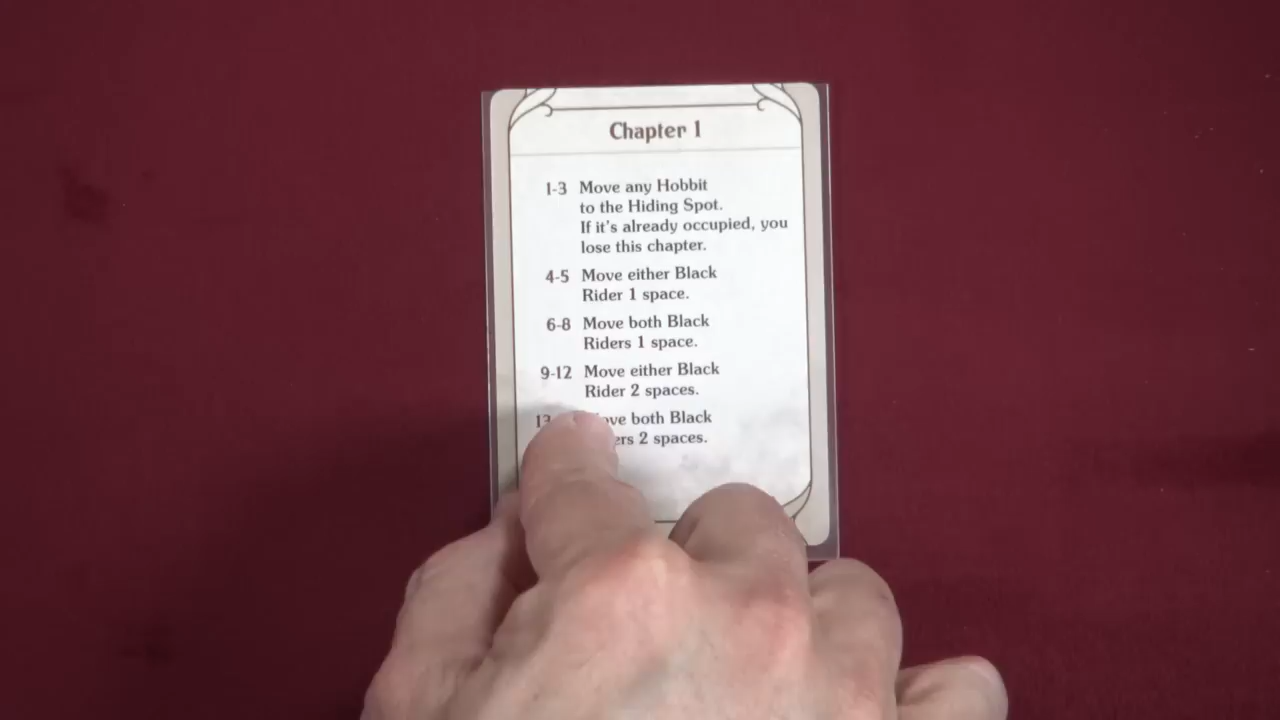 Chapter 1
1-3 Move any Hobbit
to the Hiding Spot.
If it's already occupied, you
lose this chapter.
4-5 Move either Black
Rider 1 space.
6-8 Move both Black
Riders 1 space.
9-12 Move either Black
Rider 2 spaces.
both Black
2 spaces.